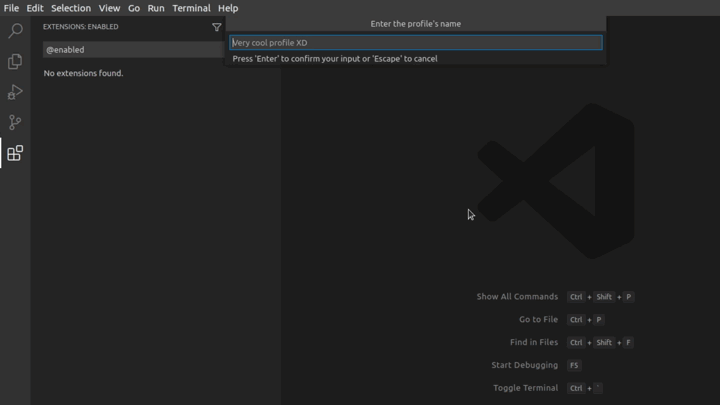 File Edit Selection View Go Run Terminal Help
Enter the profile's name
EXTENSIONS: ENABLED
Very cool profile XD
@enabled
Press 'Enter' to confirm your input or 'Escape' to cancel
No extensions found.
Show All Commands Ctrl + Shift + P
Go to File Ctrl + P
Find in Files Ctrl + Shift + F
Start Debugging F5
Toggle Terminal Ctrl + `